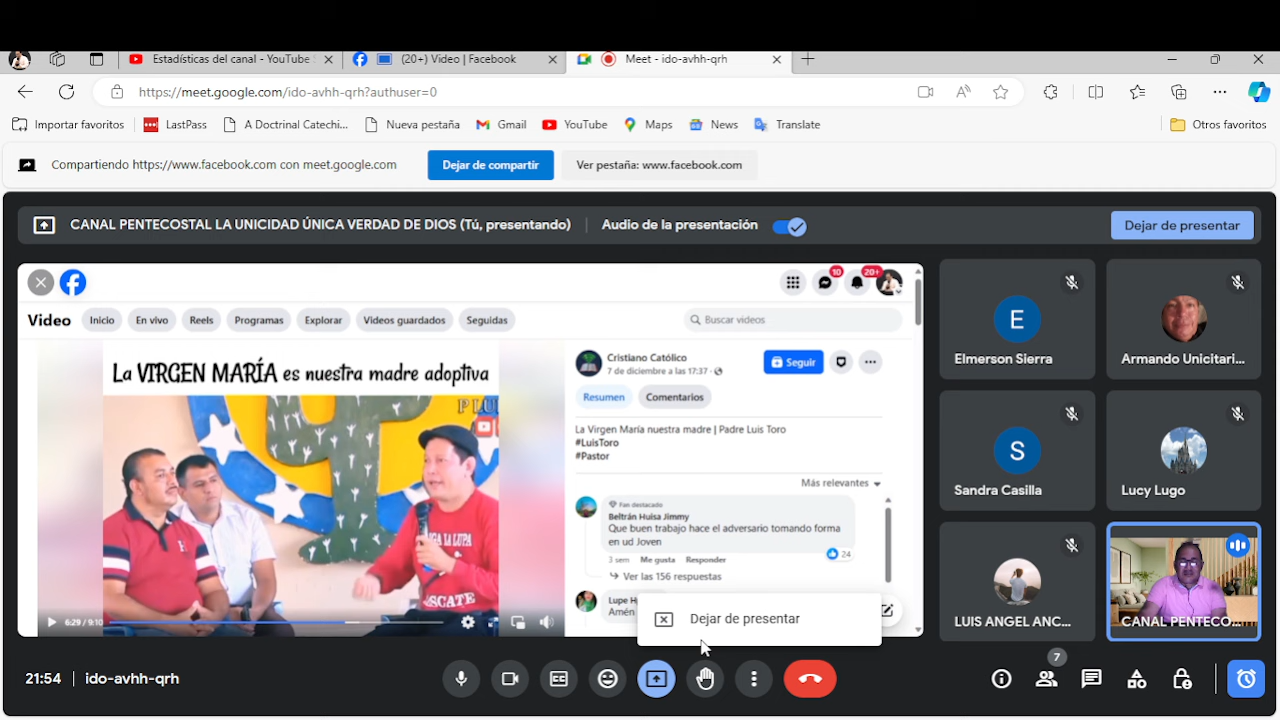 Estadísticas del canal - YouTube
(20+) Video | Facebook
Meet - ido-avhh-qrh
https://meet.google.com/ido-avhh-qrh?authuser=0
Importar favoritos
LastPass
A Doctrinal Catechi...
Nueva pestaña
Gmail
YouTube
Maps
News
Translate
Otros favoritos
Compartiendo https://www.facebook.com con meet.google.com
Dejar de compartir
Ver pestaña: www.facebook.com
CANAL PENTECOSTAL LA UNICIDAD ÚNICA VERDAD DE DIOS (Tú, presentando)
Audio de la presentación
Dejar de presentar
10
20+
Video
Inicio
En vivo
Reels
Programas
Explorar
Videos guardados
Seguidas
Buscar videos
La VIRGEN MARÍA es nuestra madre adoptiva
P LU
6:29 / 9:10
Cristiano Católico
7 de diciembre a las 17:37 ·
Seguir
Resumen
Comentarios
La Virgen María nuestra madre | Padre Luis Toro
#LuisToro
#Pastor
Más relevantes
Fan destacado
Beltrán Huisa Jimmy
Que buen trabajo hace el adversario tomando forma
en ud Joven
24
3 sem
Me gusta
Responder
Ver las 156 respuestas
Lupe
Amén
Dejar de presentar
E
Elmerson Sierra
Armando Unicitari...
S
Sandra Casilla
Lucy Lugo
LUIS ANGEL ANC...
CANAL PENTECO...
21:54
ido-avhh-qrh
7